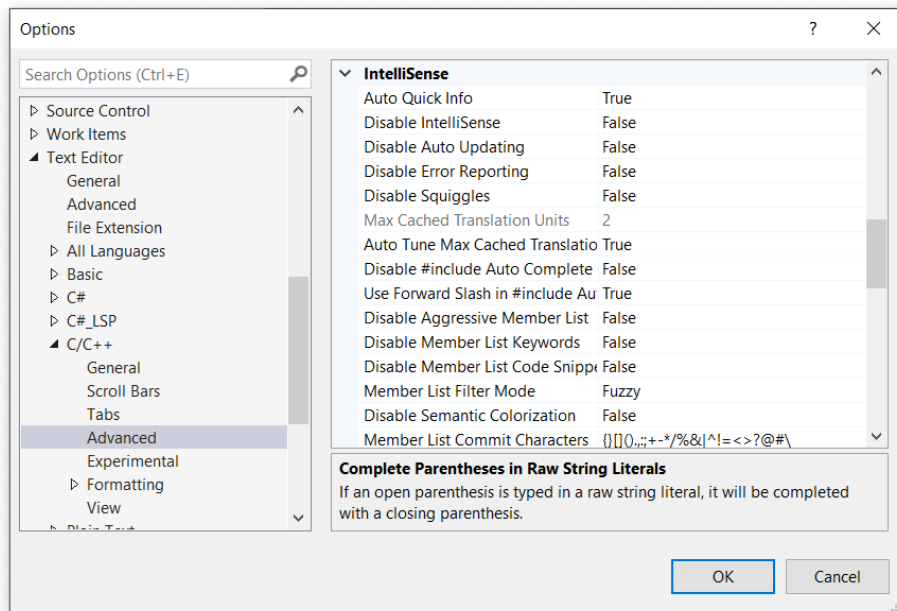 Options
?
Search Options (Ctrl+E)
Source Control
Work Items
Text Editor
General
Advanced
File Extension
All Languages
Basic
C#
C#_LSP
C/C++
General
Scroll Bars
Tabs
Advanced
Experimental
Formatting
View
Plain Text
IntelliSense
Auto Quick Info True
Disable IntelliSense False
Disable Auto Updating False
Disable Error Reporting False
Disable Squiggles False
Max Cached Translation Units 2
Auto Tune Max Cached Translatio True
Disable #include Auto Complete False
Use Forward Slash in #include Au True
Disable Aggressive Member List False
Disable Member List Keywords False
Disable Member List Code Snippe False
Member List Filter Mode Fuzzy
Disable Semantic Colorization False
Member List Commit Characters {}[]().,:;+-*/%&|^!=<>?@#\
Complete Parentheses in Raw String Literals
If an open parenthesis is typed in a raw string literal, it will be completed
with a closing parenthesis.
OK
Cancel